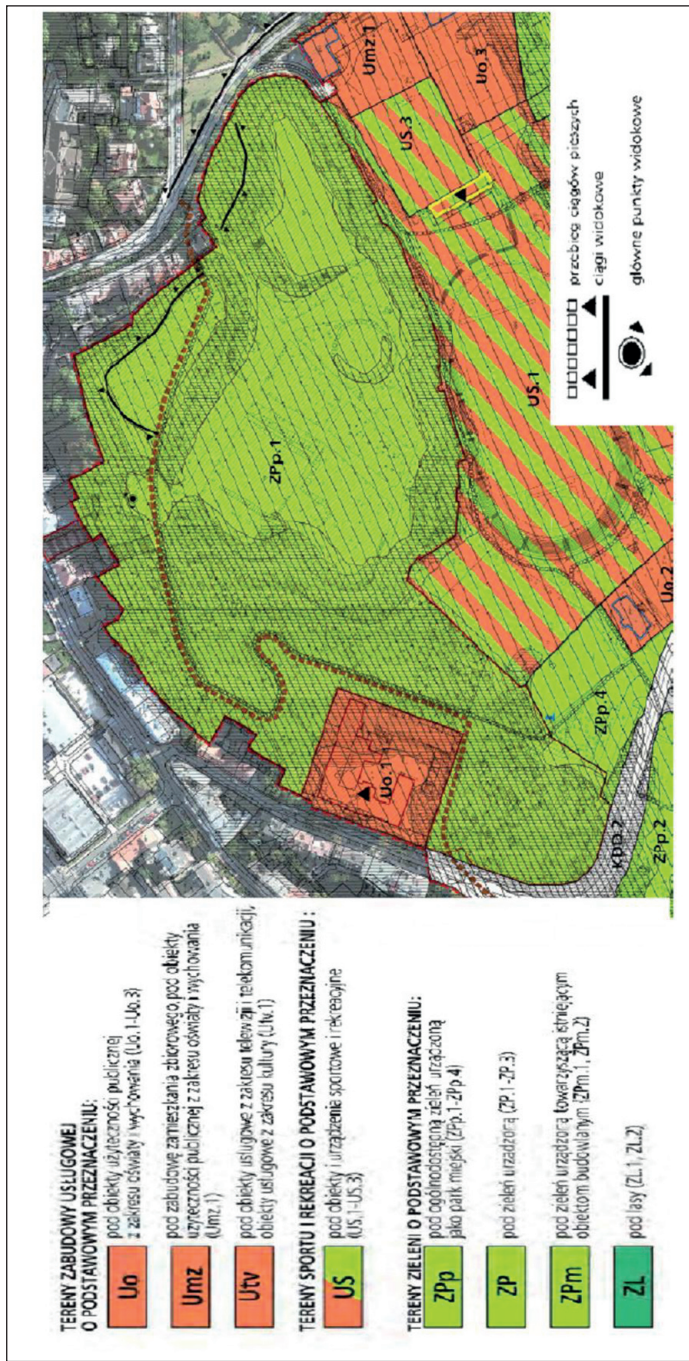 TERENY ZABUDOWY USŁUGOWEJ
O PODSTAWOWYM PRZEZNACZENIU:
Uo
pod obiekty użyteczności publicznej
z zakresu oświaty i wychowania (Uo.1-Uo.3)
Umz
pod zabudowę zamieszkania zbiorowego, pod obiekty
użyteczności publicznej z zakresu oświaty i wychowania
(Umz.1)
Utv
pod obiekty usługowe z zakresu telewizji i telekomunikacji,
obiekty usługowe z zakresu kultury (Utv.1)
TERENY SPORTU I REKREACJI O PODSTAWOWYM PRZEZNACZENIU :
US
pod obiekty i urządzenia sportowe i rekreacyjne
(US.1-US.3)
TERENY ZIELENI O PODSTAWOWYM PRZEZNACZENIU:
ZPp
pod ogólnodostępną zieleń urządzoną
jako park miejski (ZPp.1-ZPp.4)
ZP
pod zieleń urządzoną (ZP.1-ZP.3)
ZPm
pod zieleń urządzoną towarzyszącą istniejącym
obiektom budowlanym (ZPm.1, ZPm.2)
ZL
pod lasy (ZL.1, ZL.2)
Umz.1
Uo.3
US.3
ZPp.1
US.1
Uo.1
Uo.2
ZPp.4
KDD.2
ZPp.2
przebieg ciągów pieszych
ciągi widokowe
główne punkty widokowe